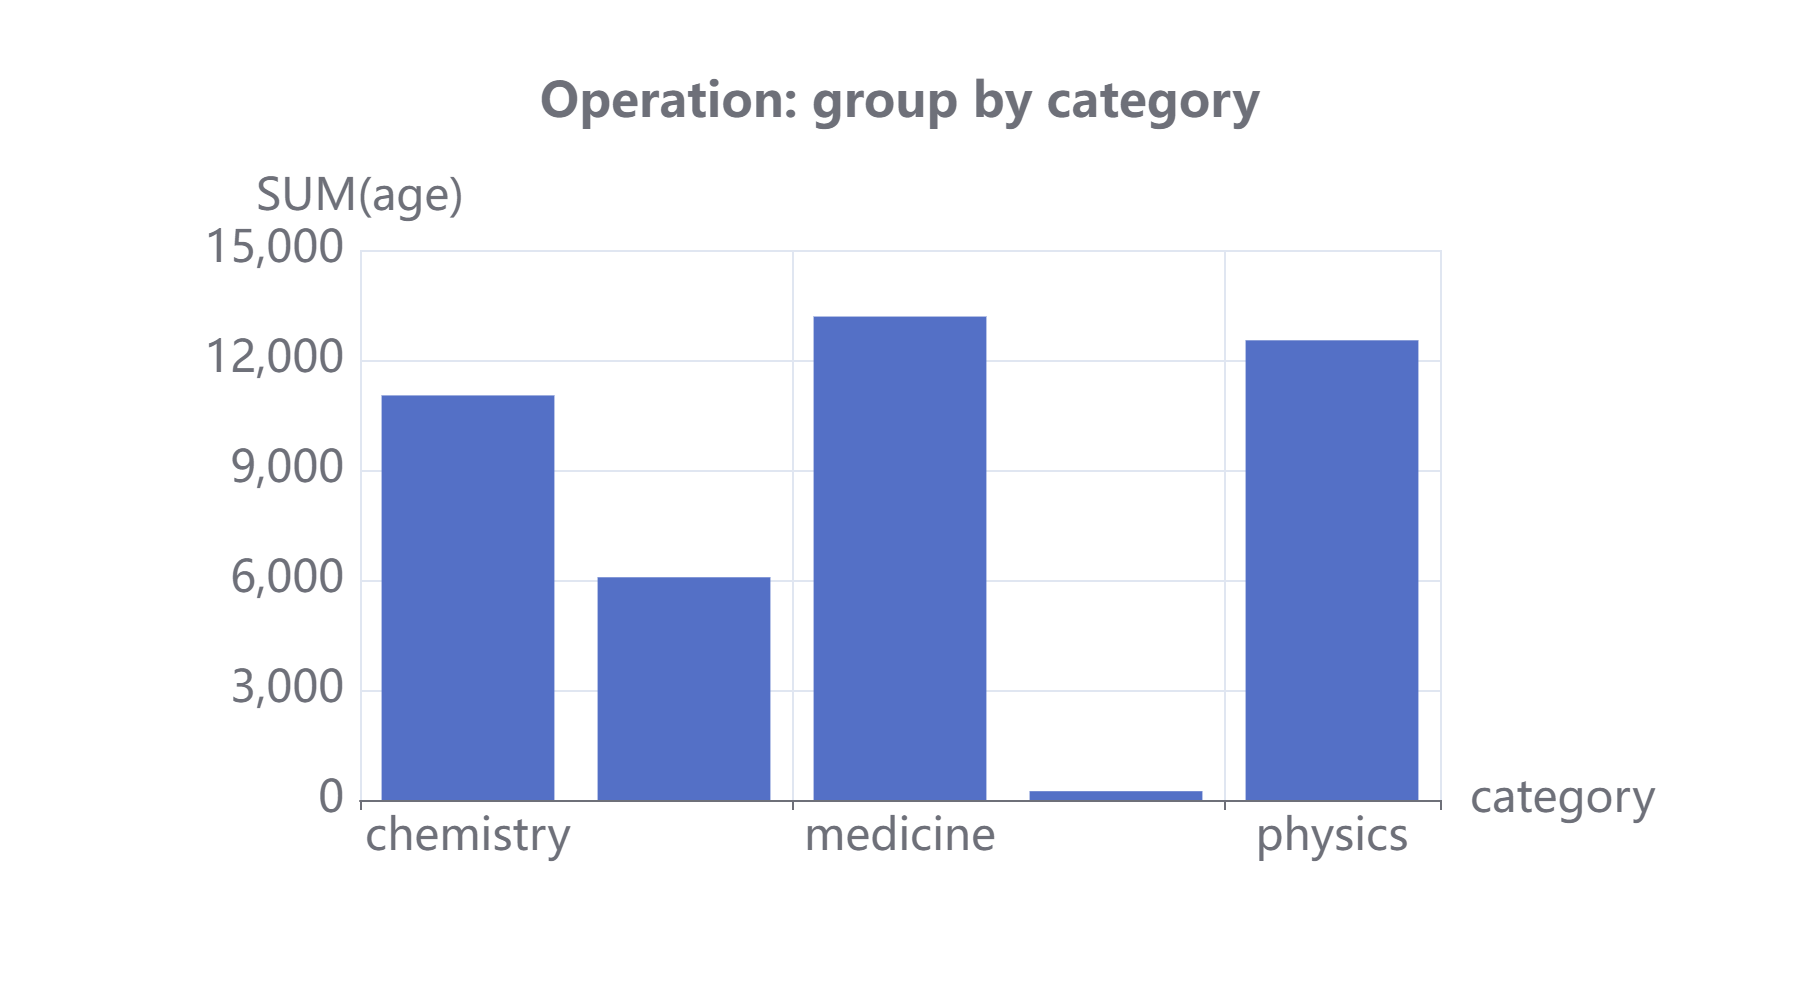 Operation: group by category
SUM(age)
15,000
12,000
9,000
6,000
3,000
0
category
chemistry
medicine
physics